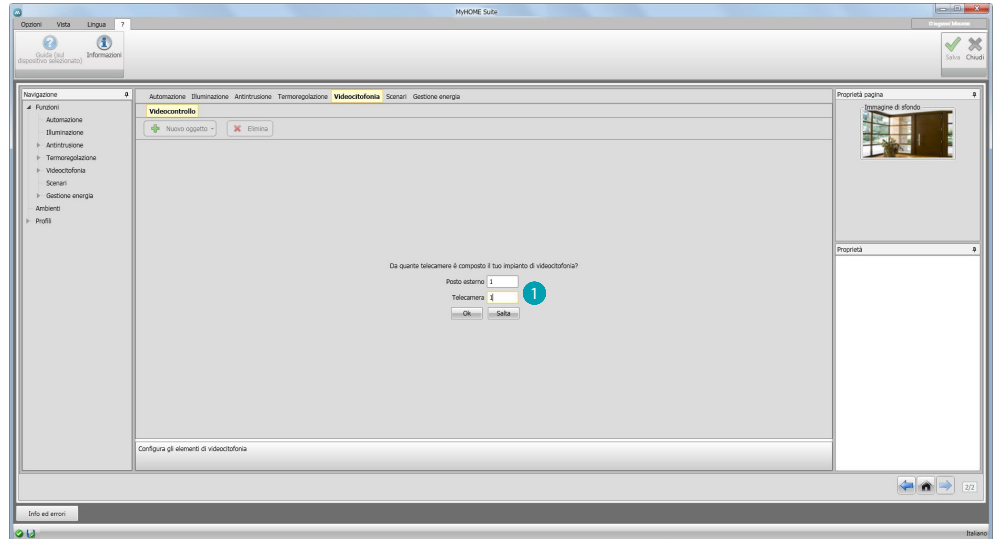 MyHOME Suite
Opzioni Vista Lingua ?
Guida (sul dispositivo selezionato)
Informazioni
Salva Chiudi
Navigazione
Funzioni
Automazione
Illuminazione
Antintrusione
Termoregolazione
Videocitofonia
Scenari
Gestione energia
Ambienti
Profili
Automazione Illuminazione Antintrusione Termoregolazione Videocitofonia Scenari Gestione energia
Videocontrollo
Nuovo oggetto Elimina
Da quante telecamere è composto il tuo impianto di videocitofonia?
Posto esterno 1
Telecamera 1
1
Ok Salta
Configura gli elementi di videocitofonia
Proprietà pagina
Immagine di sfondo
Proprietà
2/2
Info ed errori
Italiano